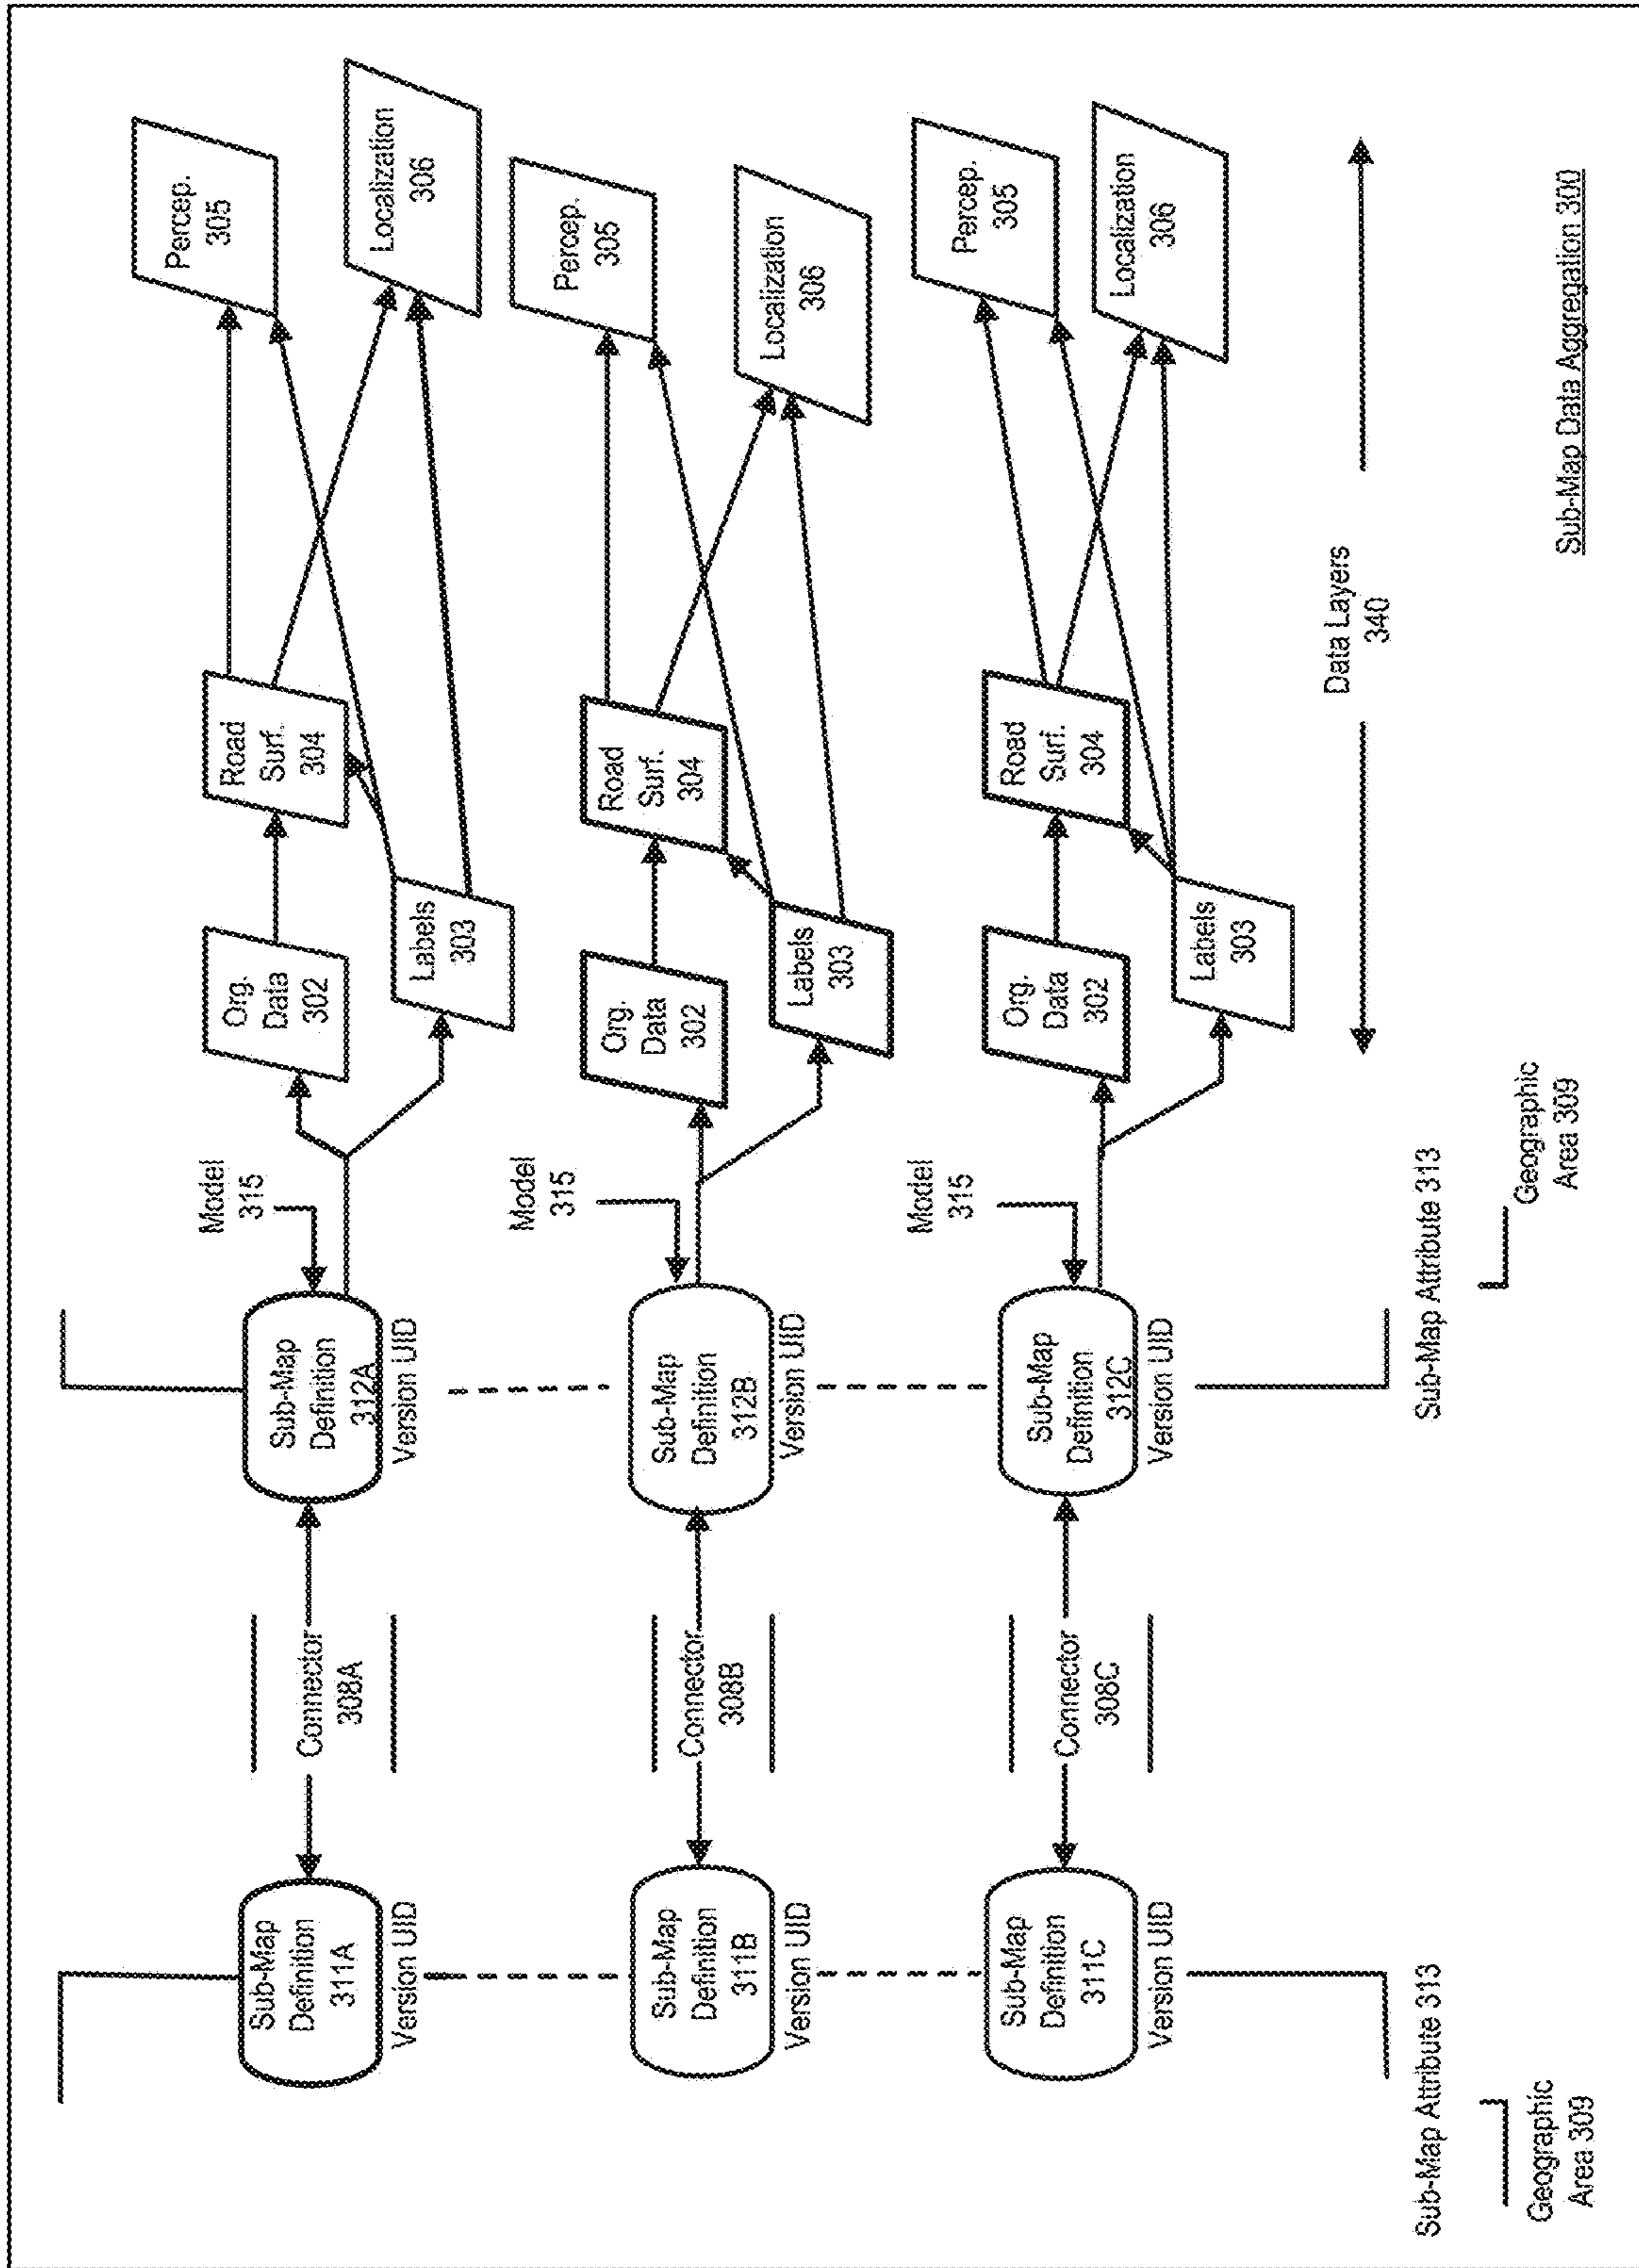 Percep.
305
Localization
306
Road
Surf.
304
Org.
Data
302
Labels
303
Model
315
Sub-Map
Definition
312A
Version UID
Connector
308A
Sub-Map
Definition
311A
Version UID
Percep.
305
Localization
306
Road
Surf.
304
Org.
Data
302
Labels
303
Model
315
Sub-Map
Definition
312B
Version UID
Connector
308B
Sub-Map
Definition
311B
Version UID
Percep.
305
Localization
306
Road
Surf.
304
Org.
Data
302
Labels
303
Model
315
Sub-Map
Definition
312C
Version UID
Connector
308C
Sub-Map
Definition
311C
Version UID
Data Layers
340
Sub-Map Attribute 313
Geographic
Area 309
Sub-Map Attribute 313
Geographic
Area 309
Sub-Map Data Aggregation 300